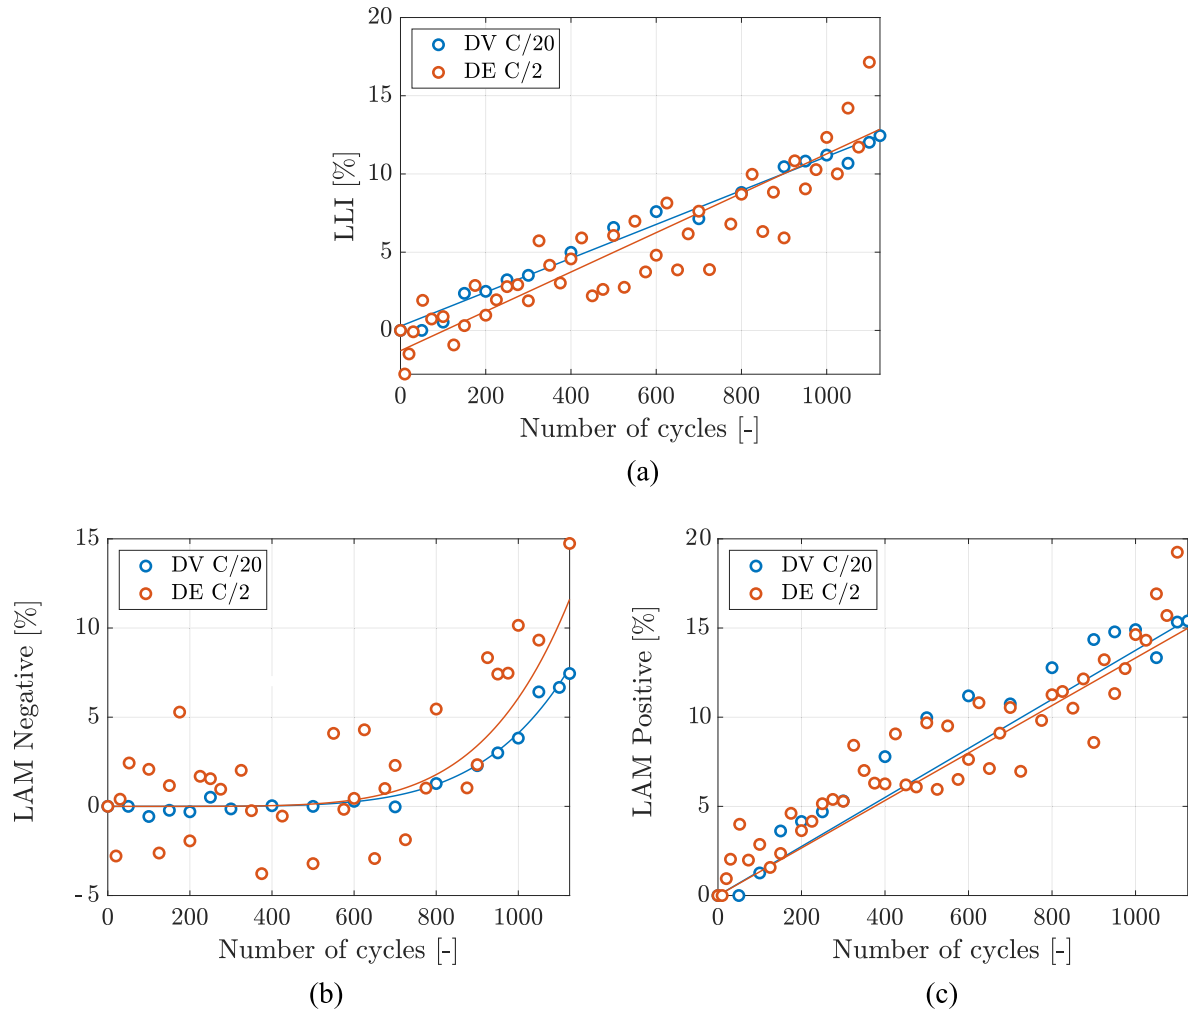 20
15
10
5
0
LLI [%]
DV C/20
DE C/2
0 200 400 600 800 1000
Number of cycles [-]
(a)
15
10
5
0
-5
LAM Negative [%]
DV C/20
DE C/2
0 200 400 600 800 1000
Number of cycles [-]
(b)
20
15
10
5
0
LAM Positive [%]
DV C/20
DE C/2
0 200 400 600 800 1000
Number of cycles [-]
(c)